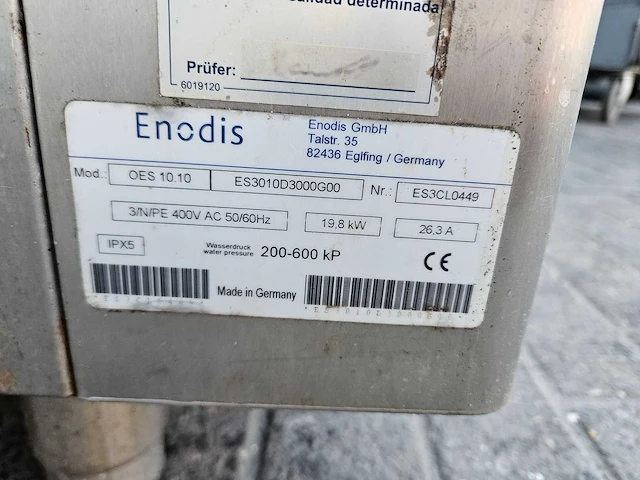 calidad determinada
Prüfer:
6019120
Enodis
Enodis GmbH
Talstr. 35
82436 Eglfing / Germany
Mod.: OES 10.10 ES3010D3000G00 Nr.: ES3CL0449
3/N/PE 400V AC 50/60Hz 19,8 kW 26,3 A
IPX5 Wasserdruck
water pressure 200-600 kP CE
Made in Germany